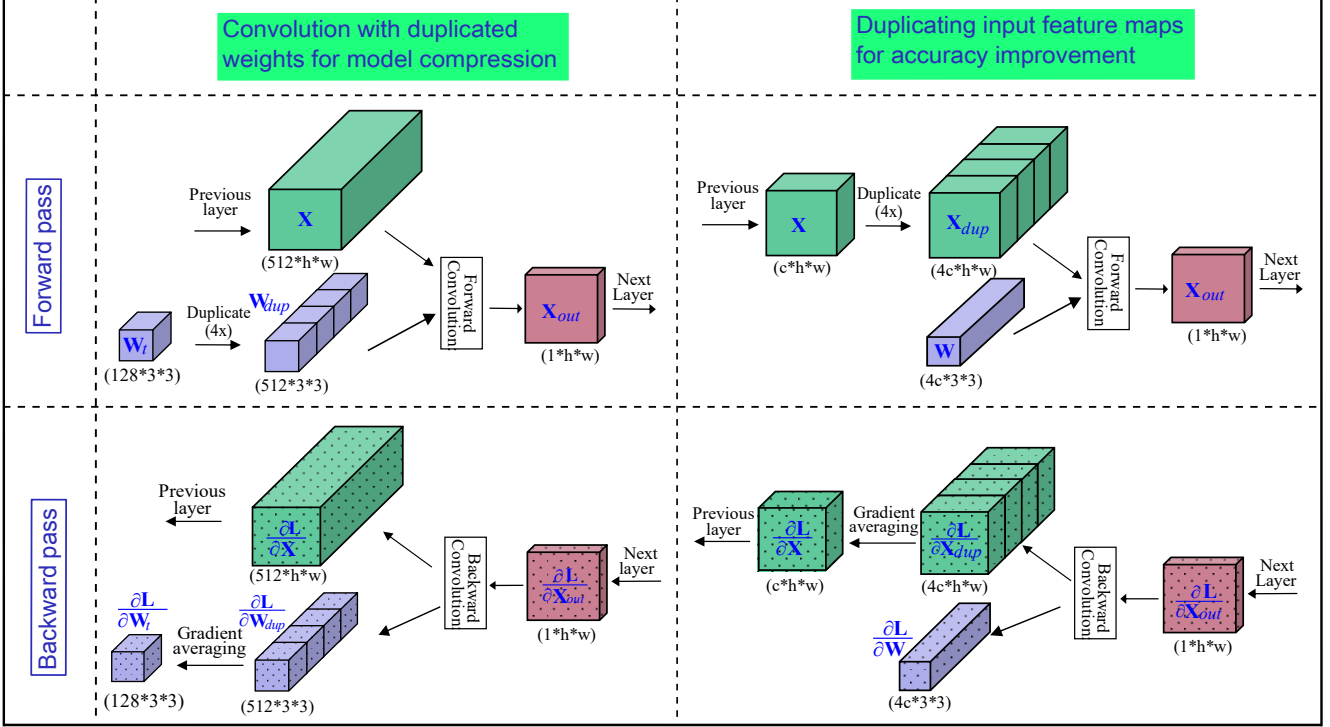 Convolution with duplicated
weights for model compression
Duplicating input feature maps
for accuracy improvement
Forward pass
Previous
layer
X
(512*h*w)
W_t
(128*3*3)
Duplicate
(4x)
W_dup
(512*3*3)
Forward
Convolution:
X_out
(1*h*w)
Next
Layer
Previous
layer
X
(c*h*w)
Duplicate
(4x)
X_dup
(4c*h*w)
W
(4c*3*3)
Forward
Convolution
X_out
(1*h*w)
Next
Layer
Backward pass
Previous
layer
∂L
∂X
(512*h*w)
∂L
∂W_t
(128*3*3)
Gradient
averaging
∂L
∂W_dup
(512*3*3)
Backward
Convolution:
∂L
∂X_out
(1*h*w)
Next
layer
Previous
layer
∂L
∂X
(c*h*w)
Gradient
averaging
∂L
∂X_dup
(4c*h*w)
∂L
∂W
(4c*3*3)
Backward
Convolution:
∂L
∂X_out
(1*h*w)
Next
Layer